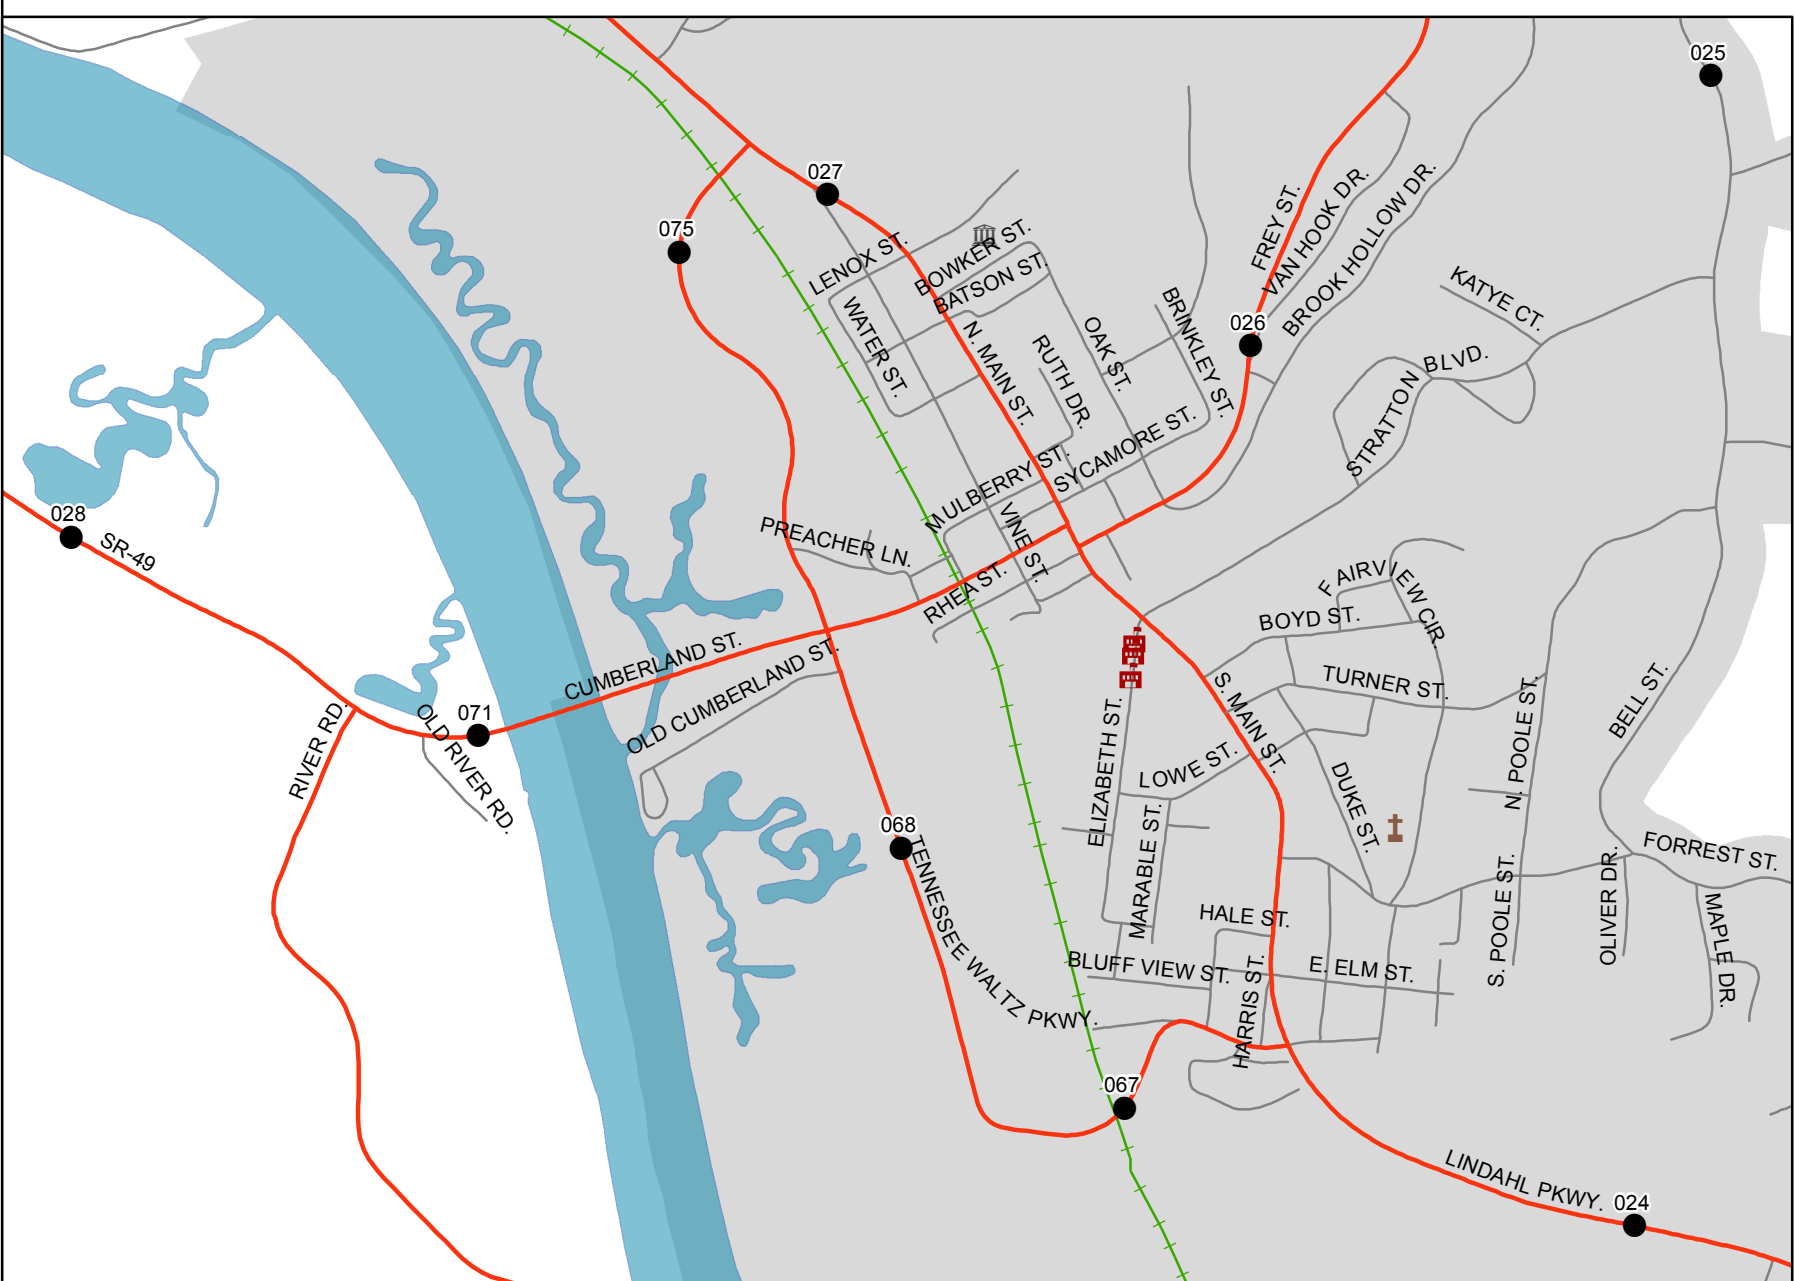 025
027
075
LENOX ST.
BOWKER ST.
BATSON ST.
FREY ST.
VAN HOOK DR.
BROOK HOLLOW DR.
KATYE CT.
026
WATER ST.
N. MAIN ST.
RUTH DR.
OAK ST.
BRINKLEY ST.
STRATTON BLVD.
MULBERRY ST.
SYCAMORE ST.
028
SR-49
PREACHER LN.
VINE ST.
RHEA ST.
FAIRVIEW CIR.
BOYD ST.
CUMBERLAND ST.
OLD CUMBERLAND ST.
TURNER ST.
S. MAIN ST.
N. POOLE ST.
BELL ST.
071
RIVER RD.
OLD RIVER RD.
ELIZABETH ST.
LOWE ST.
DUKE ST.
068
MARABLE ST.
FORREST ST.
TENNESSEE WALTZ PKWY.
HALE ST.
S. POOLE ST.
OLIVER DR.
MAPLE DR.
BLUFF VIEW ST.
E. ELM ST.
HARRIS ST.
067
LINDAHL PKWY.
024